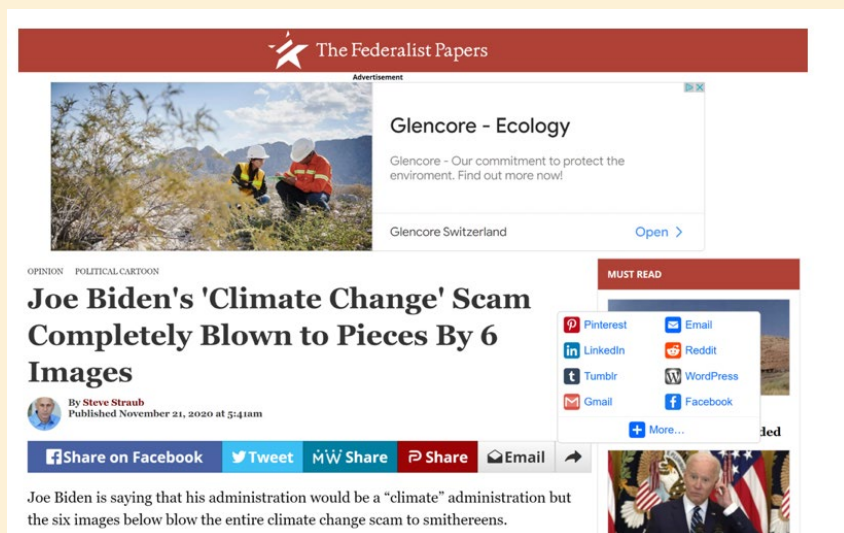 The Federalist Papers
Advertisement
Glencore - Ecology
Glencore - Our commitment to protect the
enviroment. Find out more now!
Glencore Switzerland
Open >
OPINION POLITICAL CARTOON
Joe Biden's 'Climate Change' Scam
Completely Blown to Pieces By 6
Images
By Steve Straub
Published November 21, 2020 at 5:41am
Share on Facebook
Tweet
MW Share
Share
Email
Joe Biden is saying that his administration would be a “climate” administration but
the six images below blow the entire climate change scam to smithereens.
MUST READ
Pinterest
Email
LinkedIn
Reddit
Tumblr
WordPress
Gmail
Facebook
More...